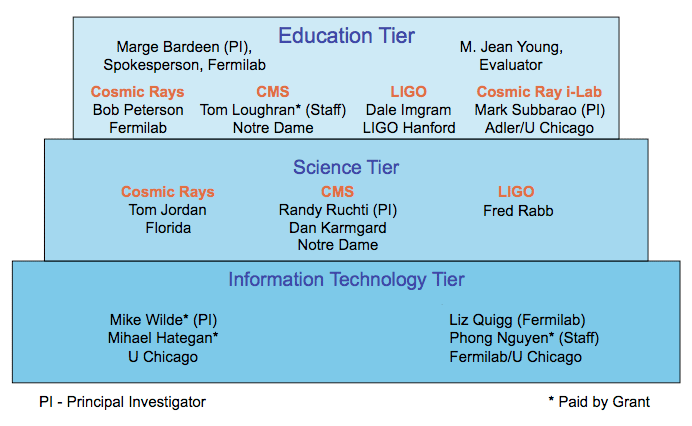 Education Tier
Marge Bardeen (PI),
Spokesperson, Fermilab
M. Jean Young,
Evaluator
Cosmic Rays
Bob Peterson
Fermilab
CMS
Tom Loughran* (Staff)
Notre Dame
LIGO
Dale Imgram
LIGO Hanford
Cosmic Ray i-Lab
Mark Subbarao (PI)
Adler/U Chicago
Science Tier
Cosmic Rays
Tom Jordan
Florida
CMS
Randy Ruchti (PI)
Dan Karmgard
Notre Dame
LIGO
Fred Rabb
Information Technology Tier
Mike Wilde* (PI)
Mihael Hategan*
U Chicago
Liz Quigg (Fermilab)
Phong Nguyen* (Staff)
Fermilab/U Chicago
PI - Principal Investigator
* Paid by Grant